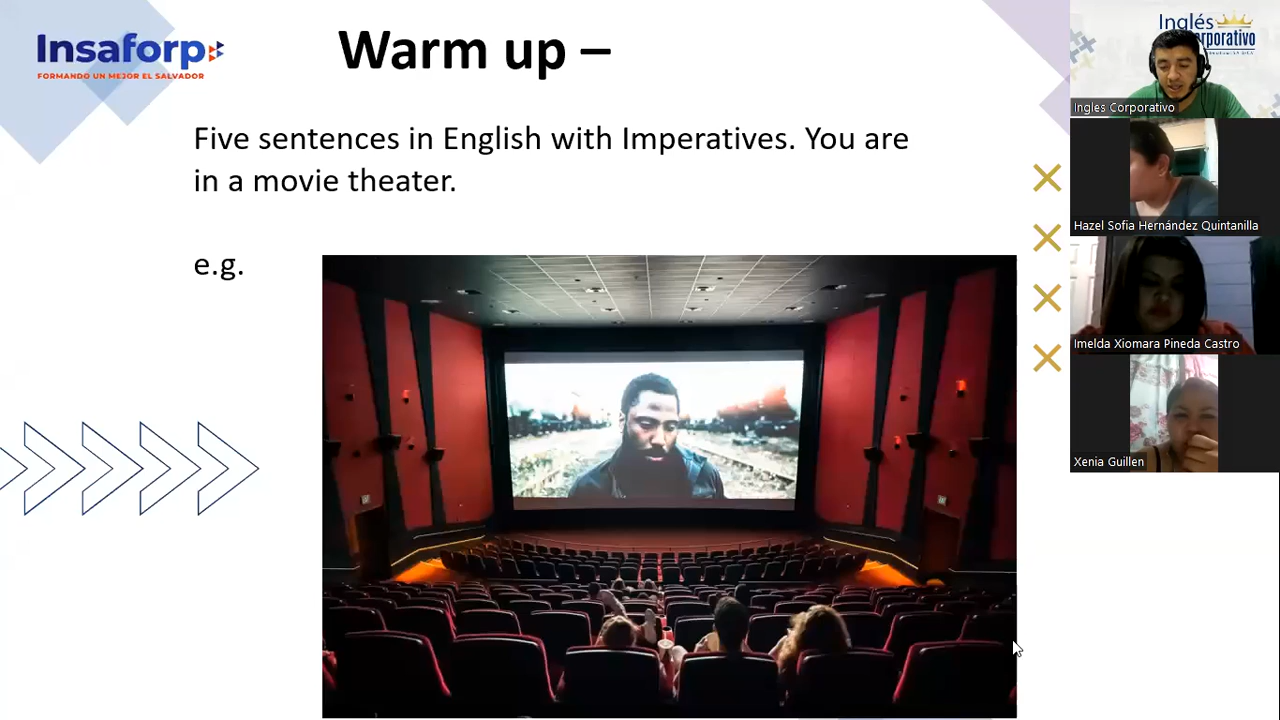 Insaforp
FORMANDO UN MEJOR EL SALVADOR
Warm up –
Five sentences in English with Imperatives. You are
in a movie theater.
e.g.
Inglés
Ingles Corporativo
Hazel Sofia Hernández Quintanilla
Imelda Xiomara Pineda Castro
Xenia Guillen